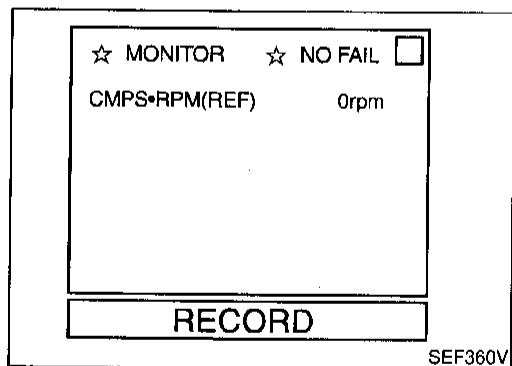 ☆ MONITOR ☆ NO FAIL
CMPS•RPM(REF) 0rpm
RECORD
SEF360V